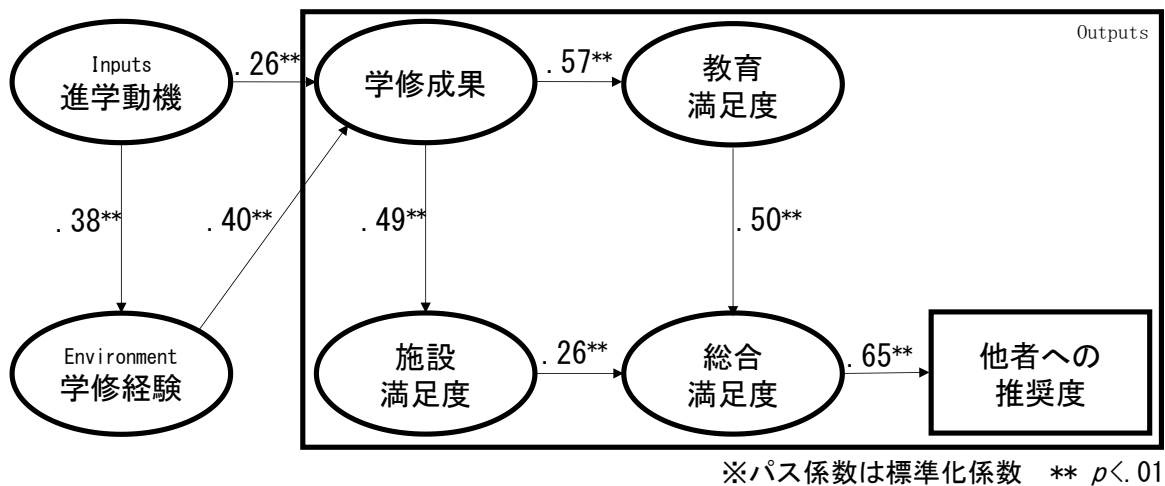 Outputs
Inputs
進学動機
.26**
学修成果
.57**
教育
満足度
.38**
.40**
.49**
.50**
Environment
学修経験
施設
満足度
.26**
総合
満足度
.65**
他者への
推奨度
※パス係数は標準化係数　** p<.01